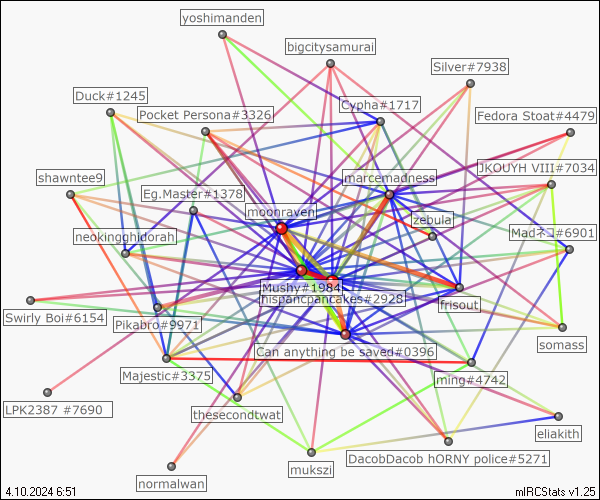 yoshimanden
bigcitysamurai
Silver#7938
Duck#1245
Cypha#1717
Pocket Persona#3326
Fedora Stoat#4479
JKOUYH VIII#7034
shawntee9
marcemadness
Eg.Master#1378
moonraven
zebula
neokingghidorah
Madネコ#6901
Mushy#1984
hispanicpancakes#2928
frisout
Swirly Boi#6154
Pikabro#9971
somass
Can anything be saved#0396
Majestic#3375
ming#4742
LPK2387 #7690
thesecondtwat
eliakith
DacobDacob hORNY police#5271
mukszi
normalwan
4.10.2024 6:51
mIRCStats v1.25